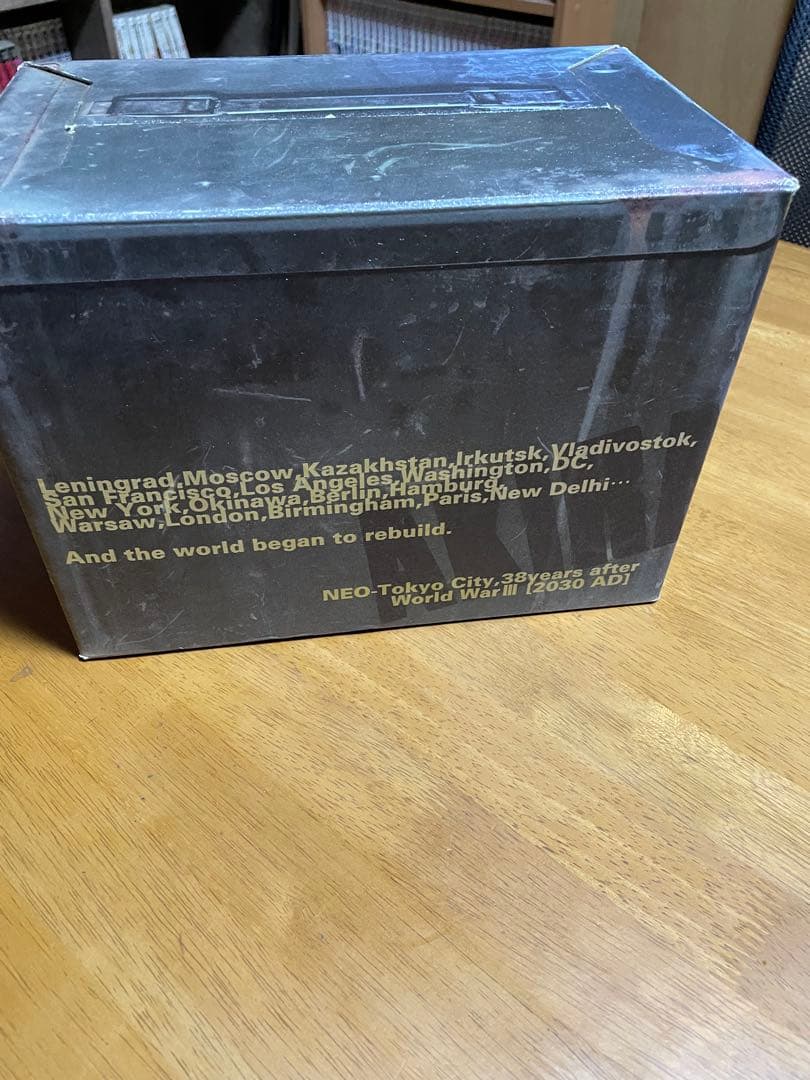 Leningrad,Moscow,Kazakhstan,Irkutsk,Vladivostok,
San Francisco,Los Angeles,Washington,DC,
New York,Okinawa,Berlin,Hamburg,
Warsaw,London,Birmingham,Paris,New Delhi…
And the world began to rebuild.
NEO-Tokyo City,38years after
World War Ⅲ [2030 AD]
AKIRA